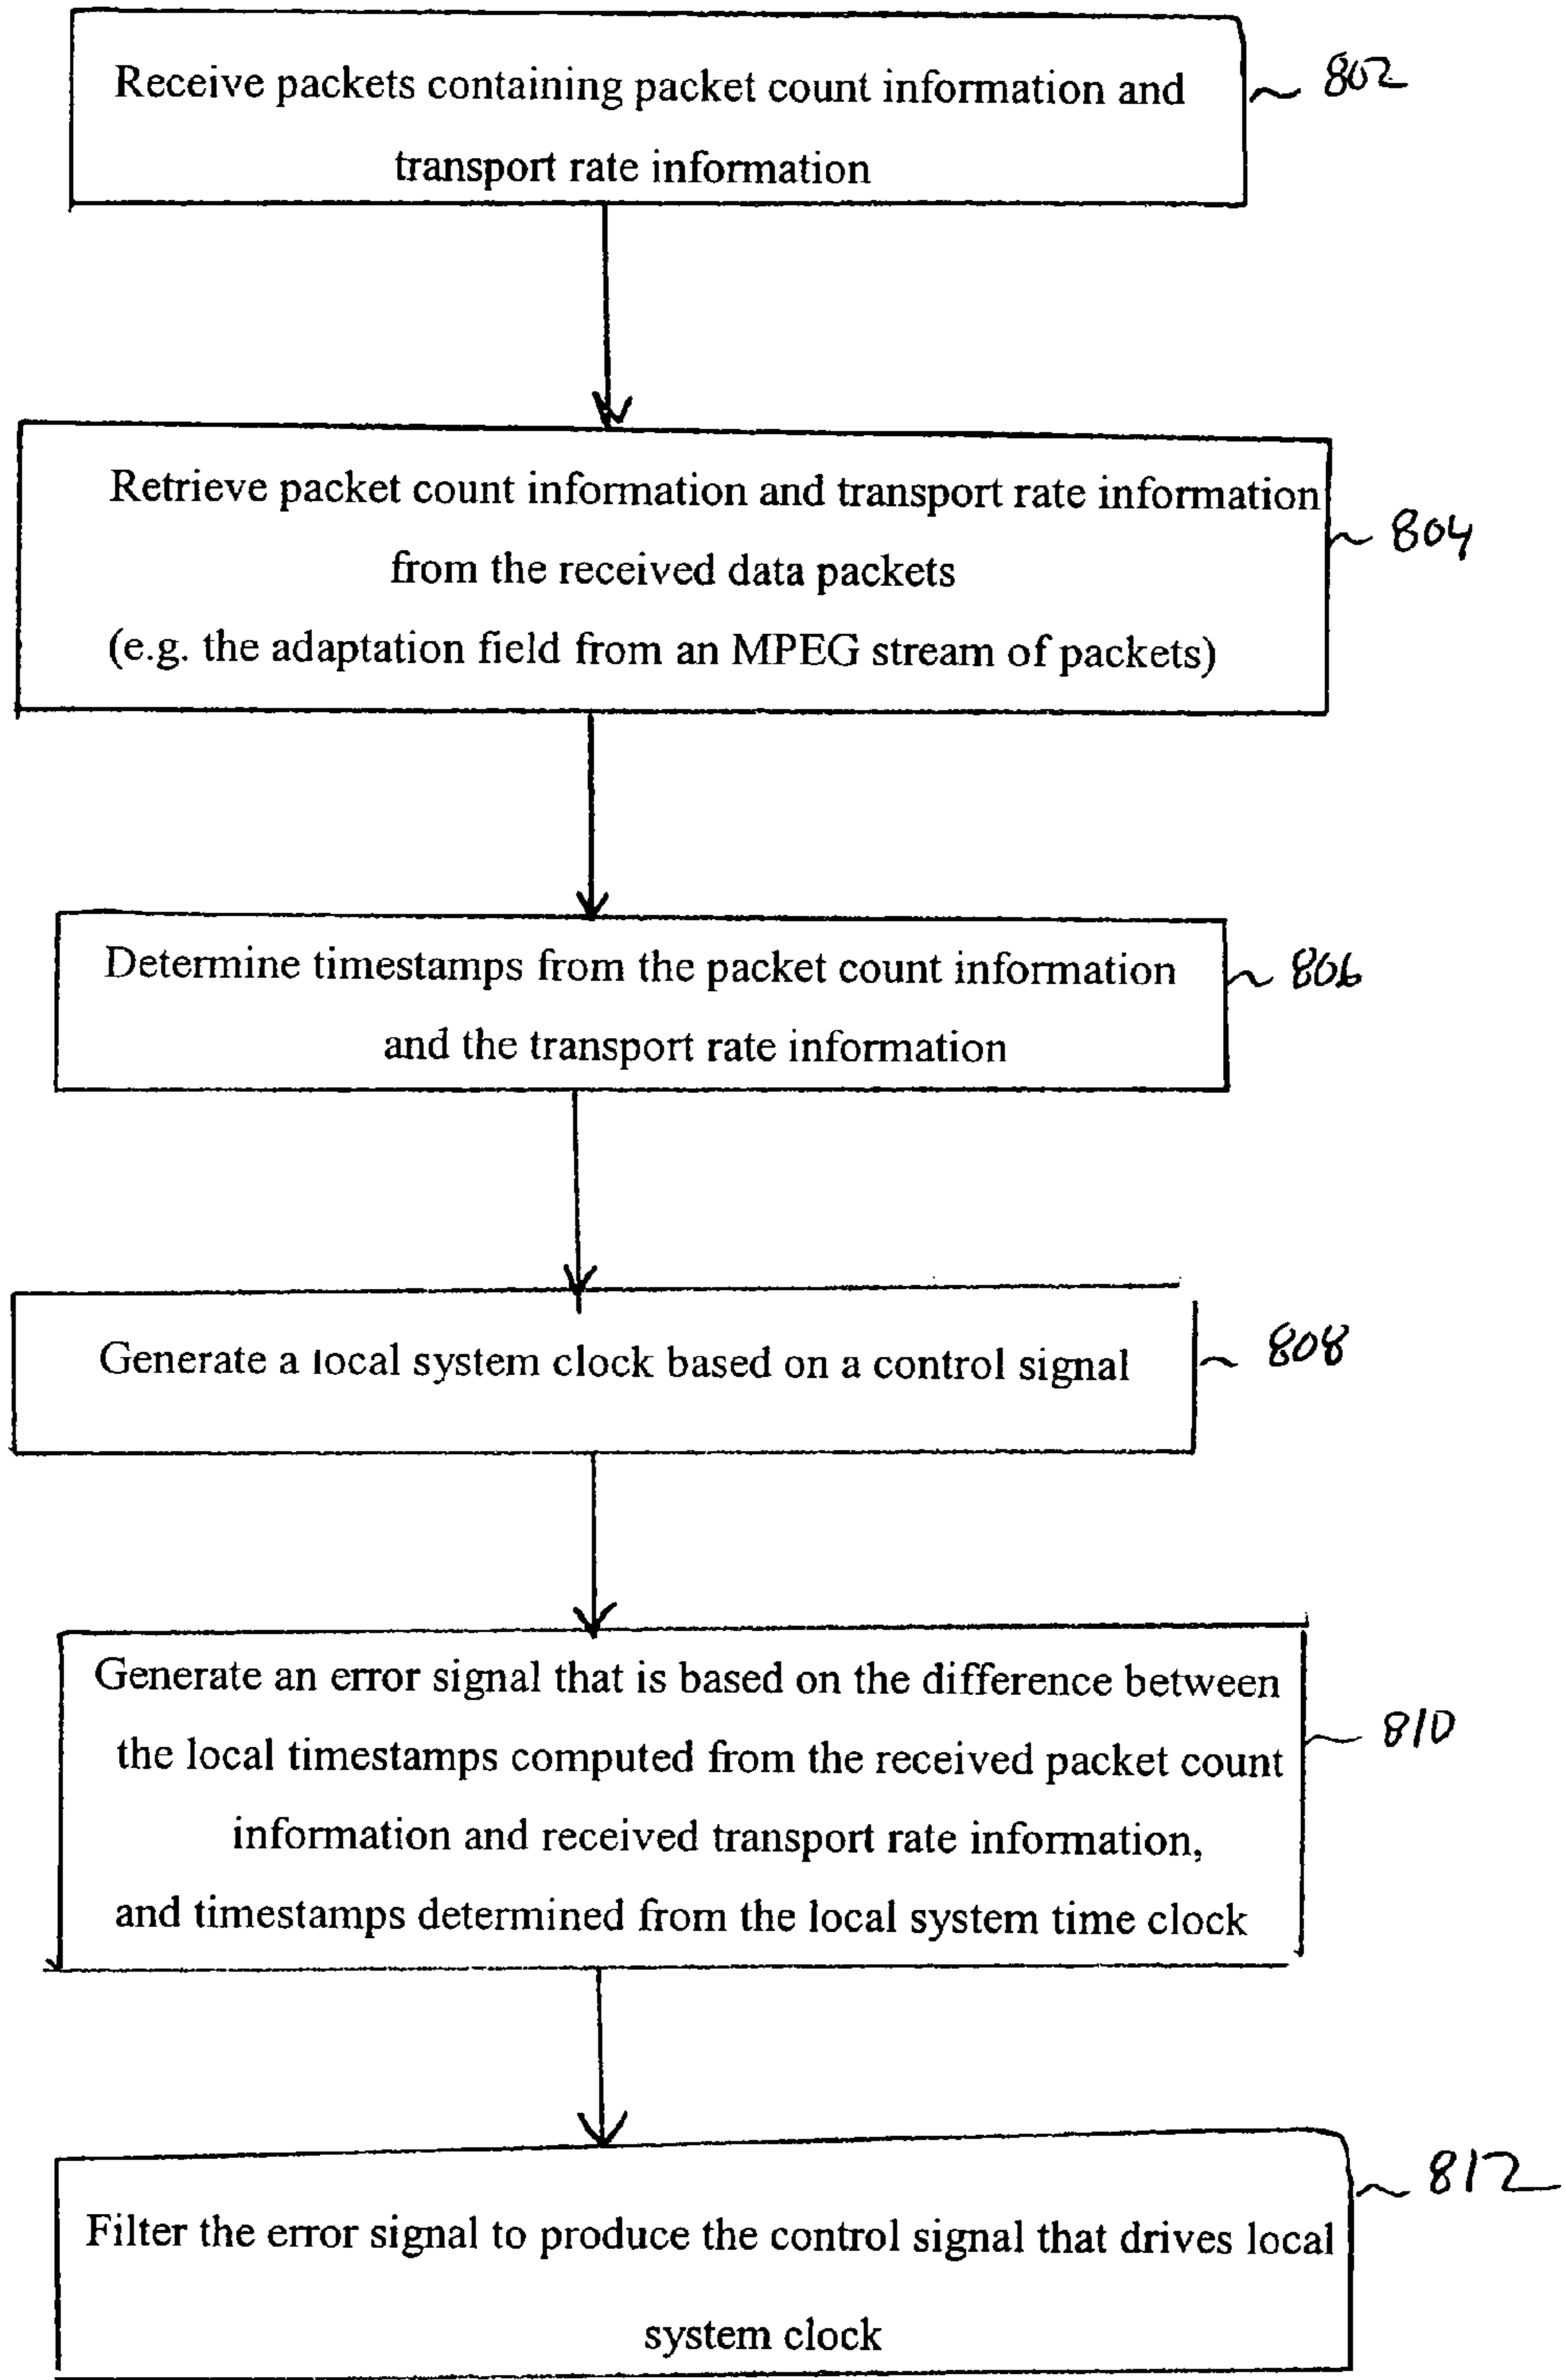 Receive packets containing packet count information and
transport rate information
802
Retrieve packet count information and transport rate information
from the received data packets
(e.g. the adaptation field from an MPEG stream of packets)
804
Determine timestamps from the packet count information
and the transport rate information
806
Generate a local system clock based on a control signal
808
Generate an error signal that is based on the difference between
the local timestamps computed from the received packet count
information and received transport rate information,
and timestamps determined from the local system time clock
810
Filter the error signal to produce the control signal that drives local
system clock
812